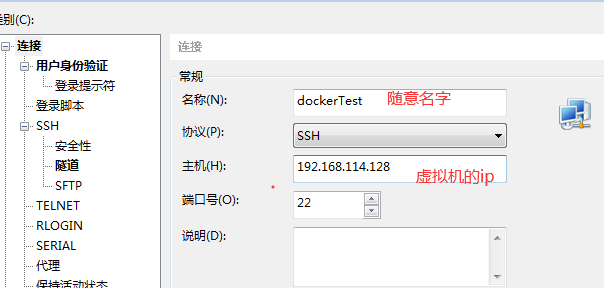 别(C):
连接
用户身份验证
登录提示符
登录脚本
SSH
安全性
隧道
SFTP
TELNET
RLOGIN
SERIAL
代理
保持活动状态
连接
常规
名称(N):
dockerTest
随意名字
协议(P):
SSH
主机(H):
192.168.114.128
虚拟机的ip
端口号(O):
22
说明(D):